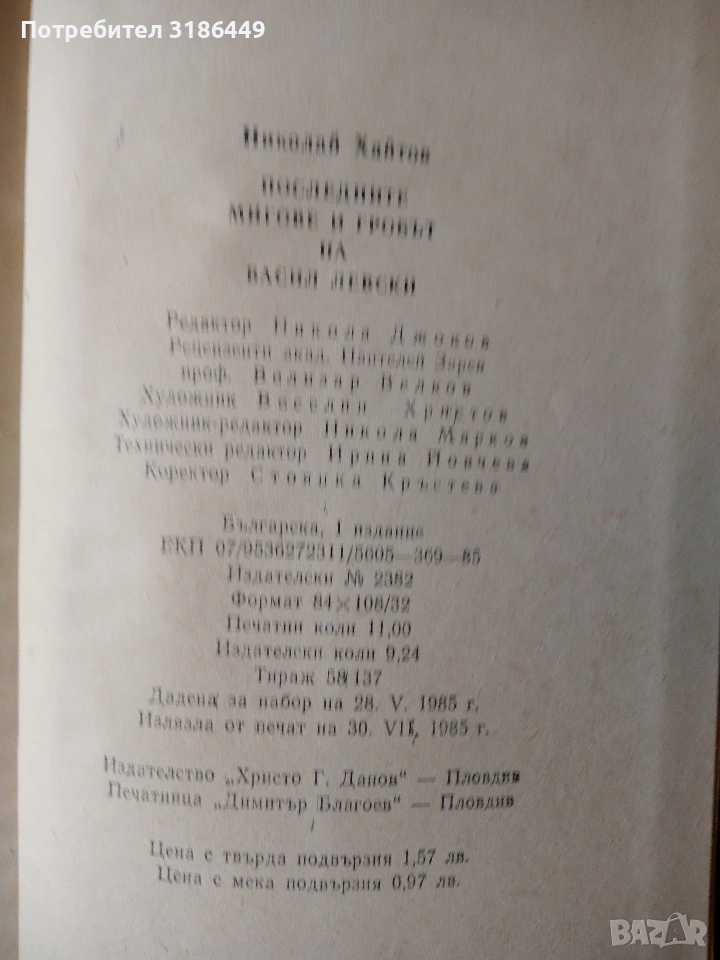 Потребител 3186449
Николай Хайтов
ПОСЛЕДНИТЕ
МИГОВЕ И ГРОБЪТ
НА
ВАСИЛ ЛЕВСКИ
Редактор Никола Джоков
Рецензенти акад. Пантелей Зарев
проф. Велизар Велков
Художник Веселин Христов
Художник-редактор Никола Марков
Технически редактор Ирина Йовчева
Коректор Стоянка Кръстева
Българска, I издание
ЕКП 07/9536272311/5605—369—85
Издателски № 2382
Формат 84×108/32
Печатни коли 11,00
Издателски коли 9,24
Тираж 58 137
Дадена за набор на 28. V. 1985 г.
Излязла от печат на 30. VII. 1985 г.
Издателство „Христо Г. Данов" — Пловдив
Печатница „Димитър Благоев" — Пловдив
Цена с твърда подвързия 1,57 лв.
Цена с мека подвързия 0,97 лв.
BAZAR